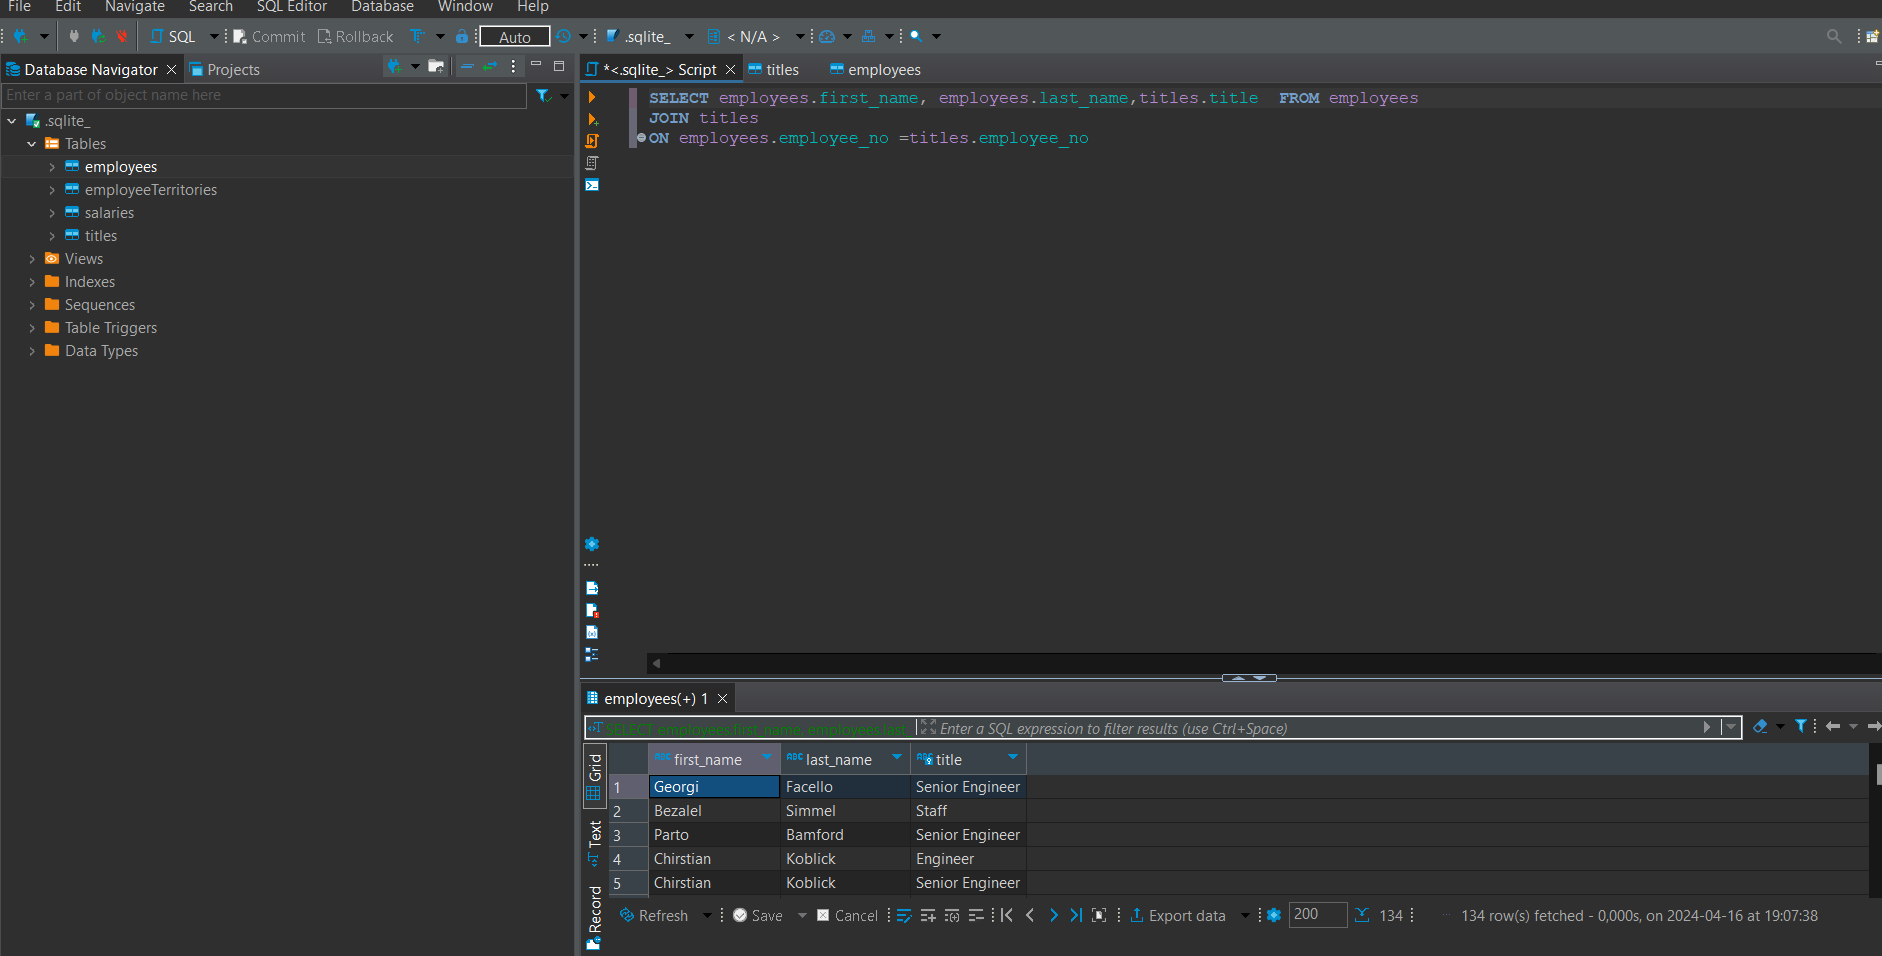 File Edit Navigate Search SQL Editor Database Window Help
SQL Commit Rollback Auto .sqlite_ < N/A >
Database Navigator Projects
Enter a part of object name here
.sqlite_
Tables
employees
employeeTerritories
salaries
titles
Views
Indexes
Sequences
Table Triggers
Data Types
*<.sqlite_> Script titles employees
SELECT employees.first_name, employees.last_name,titles.title FROM employees
JOIN titles
ON employees.employee_no =titles.employee_no
employees(+) 1
SELECT employees.first_name, employees.last_ Enter a SQL expression to filter results (use Ctrl+Space)
Grid
Text
Record
first_name last_name title
1 Georgi Facello Senior Engineer
2 Bezalel Simmel Staff
3 Parto Bamford Senior Engineer
4 Chirstian Koblick Engineer
5 Chirstian Koblick Senior Engineer
Refresh Save Cancel Export data 200 134 134 row(s) fetched - 0,000s, on 2024-04-16 at 19:07:38